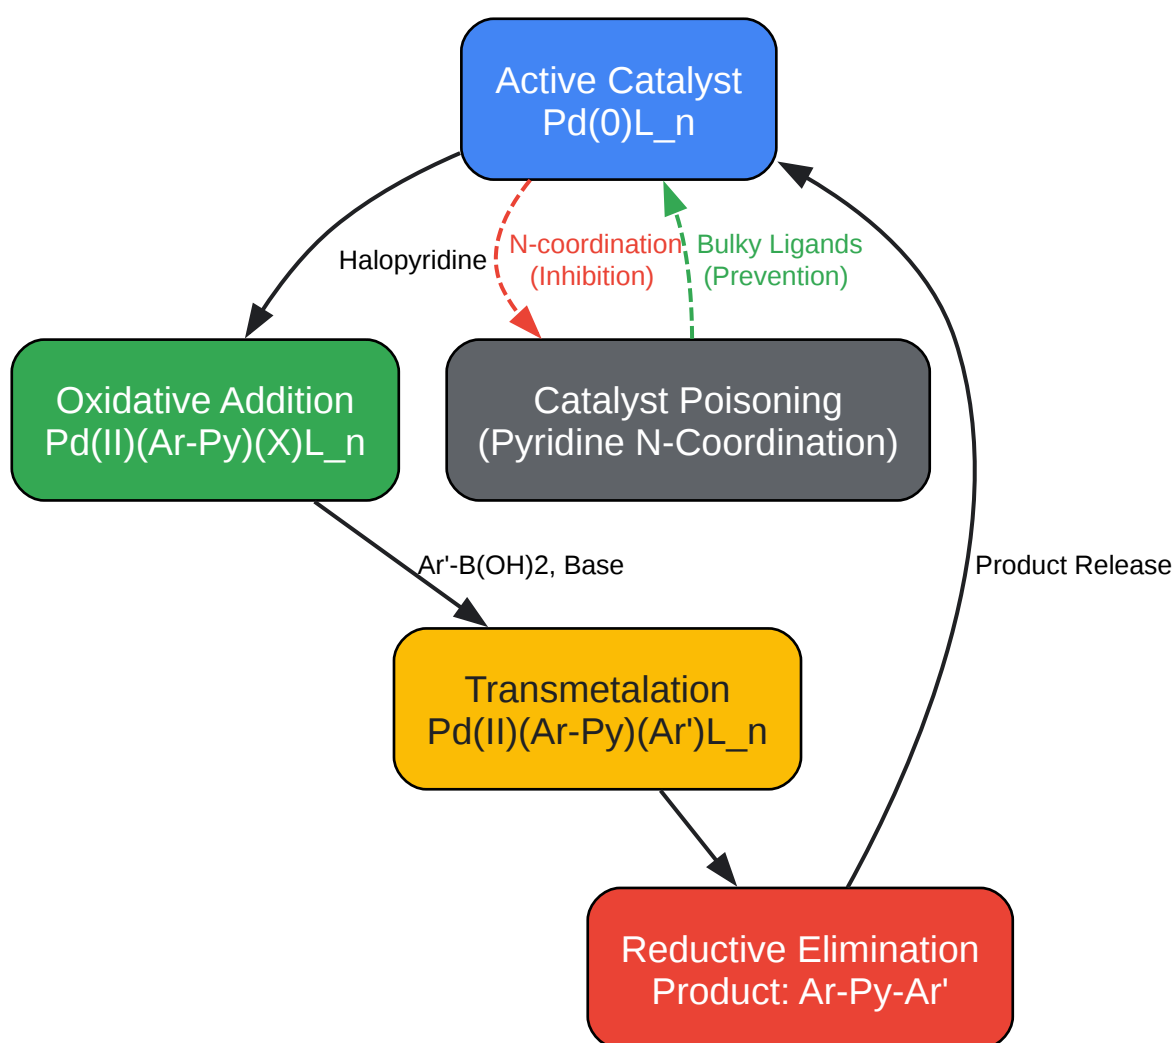 Active Catalyst
Pd(0)L_n
Halopyridine
N-coordination
(Inhibition)
Bulky Ligands
(Prevention)
Oxidative Addition
Pd(II)(Ar-Py)(X)L_n
Catalyst Poisoning
(Pyridine N-Coordination)
Ar'-B(OH)2, Base
Product Release
Transmetalation
Pd(II)(Ar-Py)(Ar')L_n
Reductive Elimination
Product: Ar-Py-Ar'